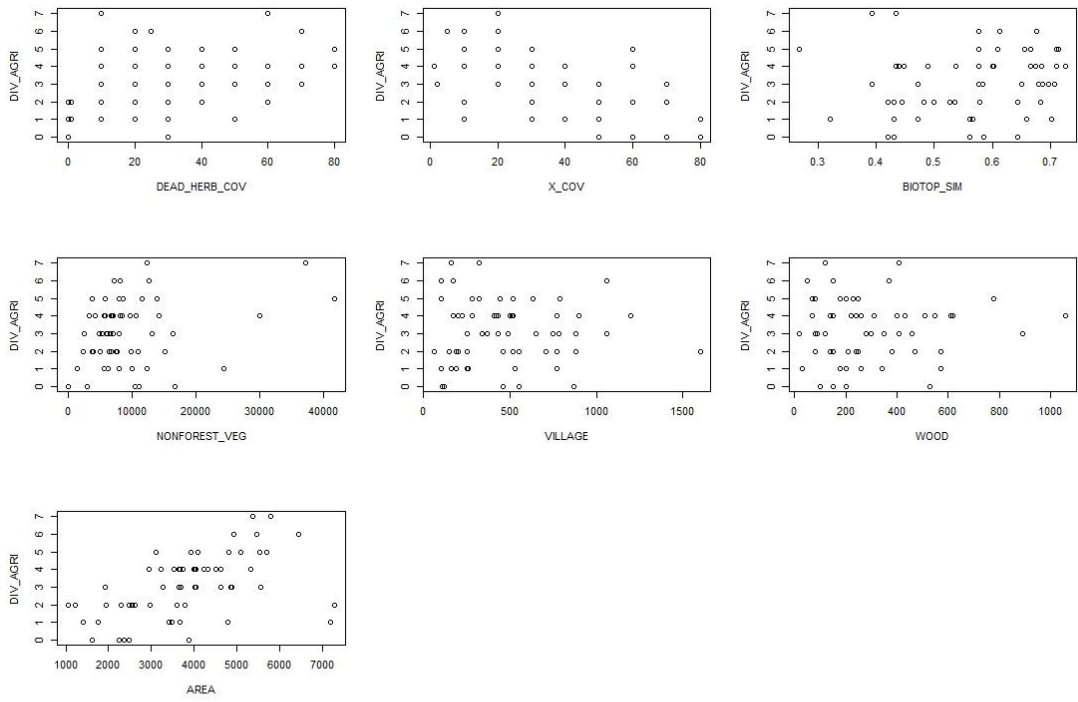 DIV_AGRI
0 1 2 3 4 5 6 7
0 20 40 60 80
DEAD_HERB_COV
DIV_AGRI
0 1 2 3 4 5 6 7
0 20 40 60 80
X_COV
DIV_AGRI
0 1 2 3 4 5 6 7
0.3 0.4 0.5 0.6 0.7
BIOTOP_SIM
DIV_AGRI
0 1 2 3 4 5 6 7
0 10000 20000 30000 40000
NONFOREST_VEG
DIV_AGRI
0 1 2 3 4 5 6 7
0 500 1000 1500
VILLAGE
DIV_AGRI
0 1 2 3 4 5 6 7
0 200 400 600 800 1000
WOOD
DIV_AGRI
0 1 2 3 4 5 6 7
1000 2000 3000 4000 5000 6000 7000
AREA